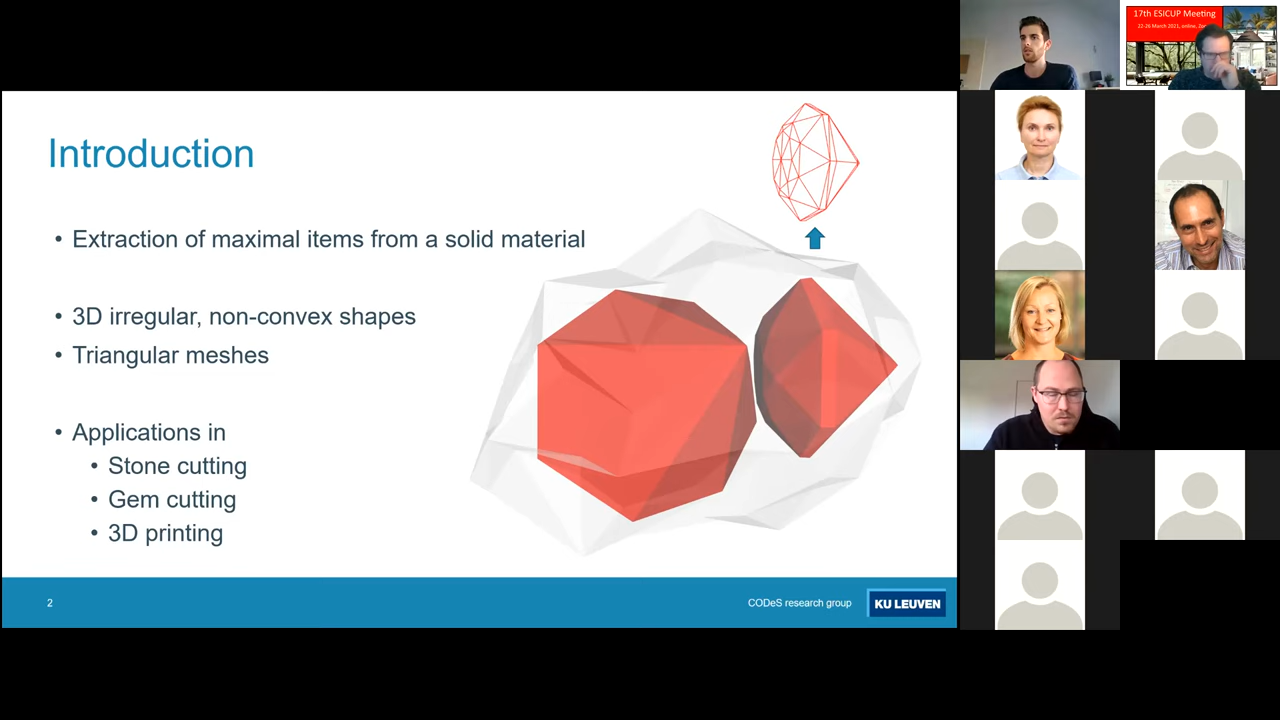 Introduction
• Extraction of maximal items from a solid material
• 3D irregular, non-convex shapes
• Triangular meshes
• Applications in
• Stone cutting
• Gem cutting
• 3D printing
2
CODeS research group
KU LEUVEN
17th ESICUP Meeting
22-26 March 2021, online,